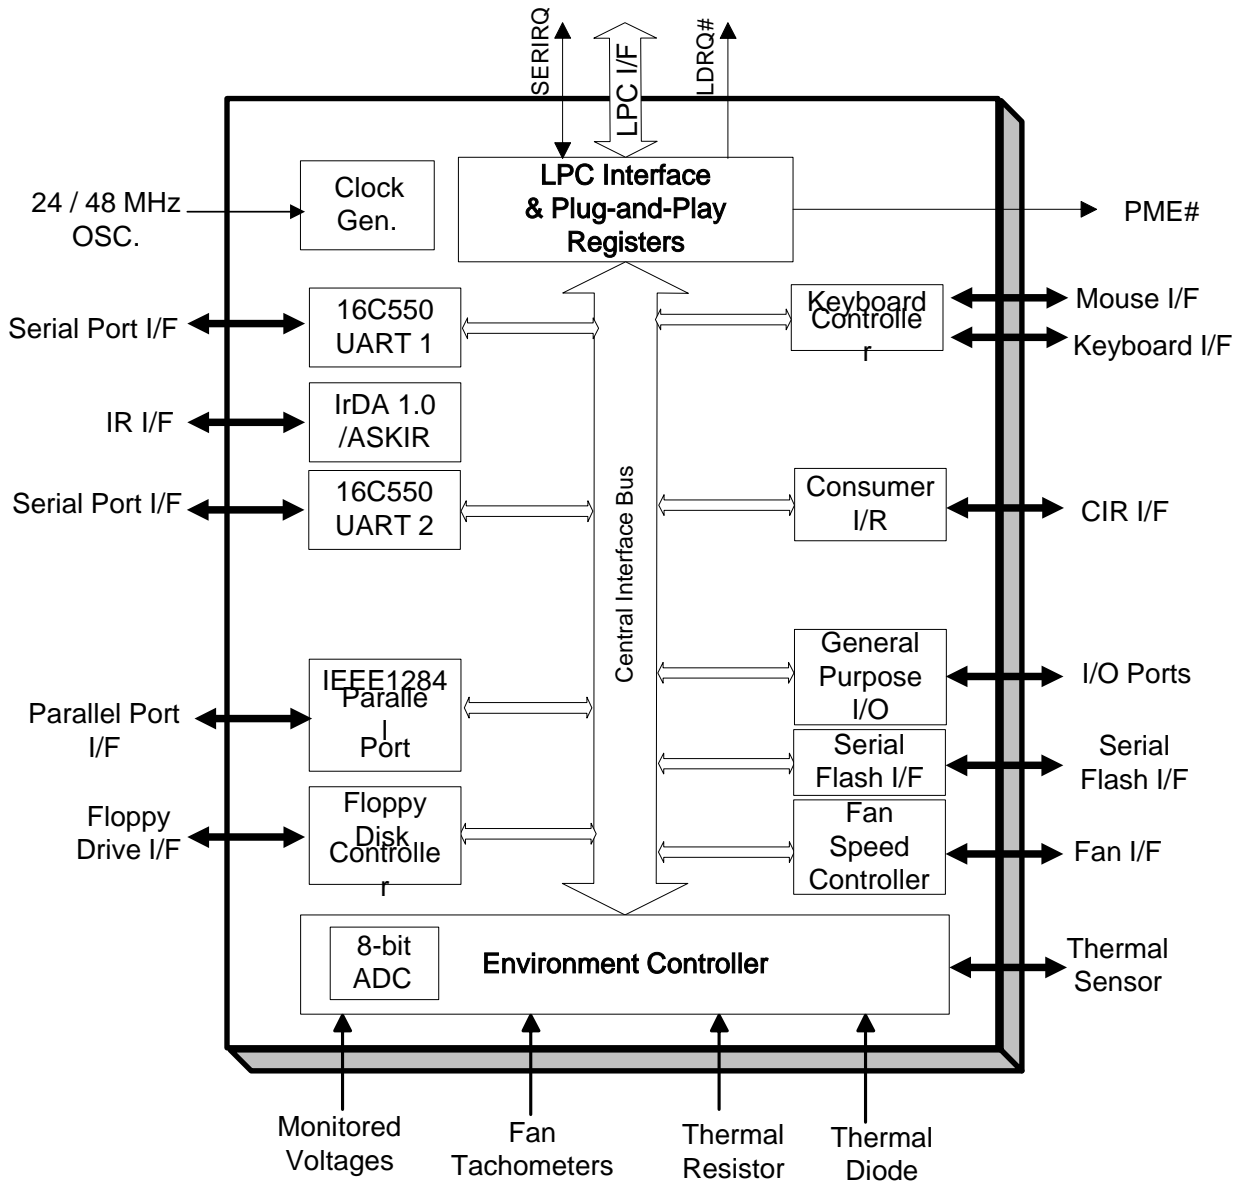 SERIRQ
LPC I/F
LDRQ#
24 / 48 MHz
OSC.
Clock
Gen.
LPC Interface
& Plug-and-Play
Registers
PME#
Serial Port I/F
16C550
UART 1
Keyboard
Controlle
r
Mouse I/F
Keyboard I/F
IR I/F
IrDA 1.0
/ASKIR
Serial Port I/F
16C550
UART 2
Central Interface Bus
Consumer
I/R
CIR I/F
Parallel Port
I/F
IEEE1284
Paralle
l
Port
General
Purpose
I/O
I/O Ports
Serial
Flash I/F
Serial
Flash I/F
Floppy
Drive I/F
Floppy
Disk
Controlle
r
Fan
Speed
Controller
Fan I/F
8-bit
ADC
Environment Controller
Thermal
Sensor
Monitored
Voltages
Fan
Tachometers
Thermal
Resistor
Thermal
Diode